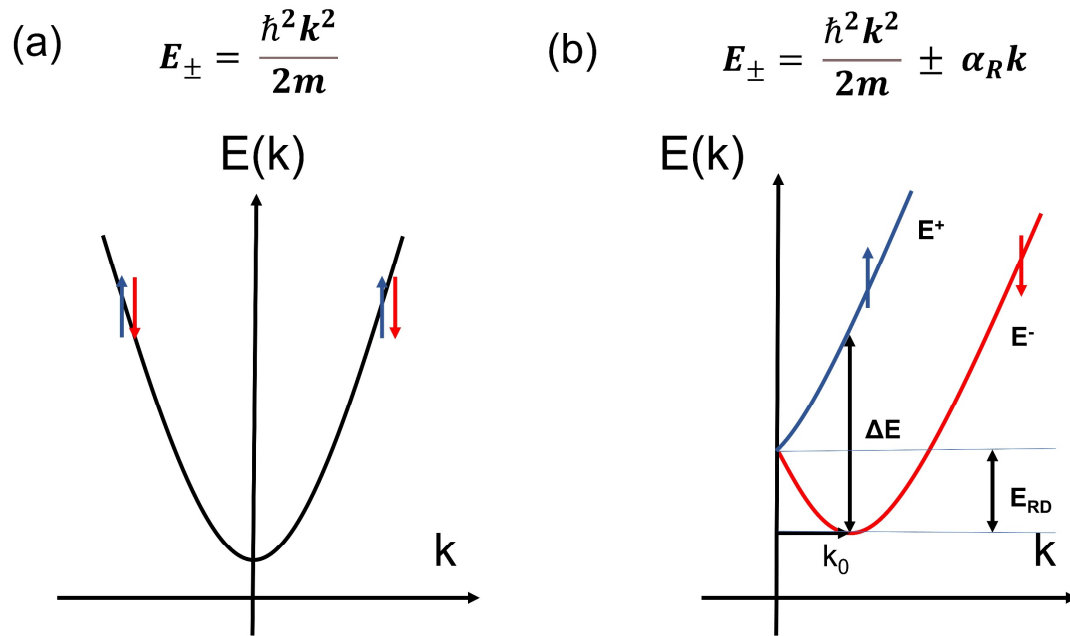 (a)
E± = ħ²k² / 2m
E(k)
k
(b)
E± = ħ²k² / 2m ± αRk
E(k)
E⁺
E⁻
ΔE
ERD
k₀
k